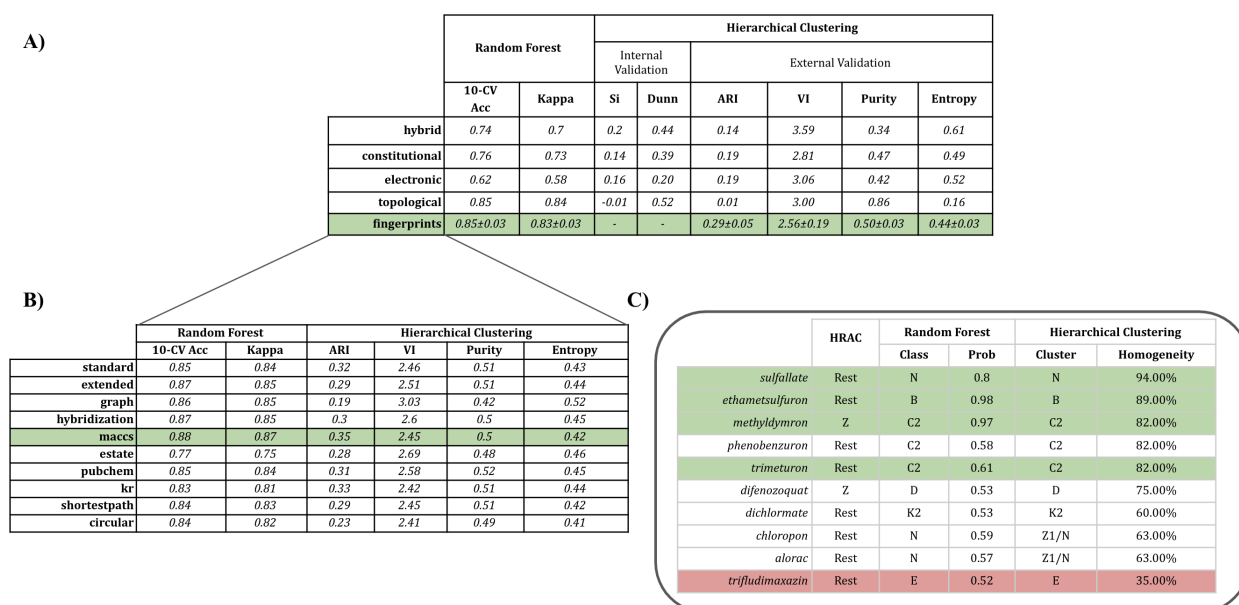 A)
Random Forest Hierarchical Clustering
Internal Validation External Validation
10-CV Acc Kappa Si Dunn ARI VI Purity Entropy
hybrid 0.74 0.7 0.2 0.44 0.14 3.59 0.34 0.61
constitutional 0.76 0.73 0.14 0.39 0.19 2.81 0.47 0.49
electronic 0.62 0.58 0.16 0.20 0.19 3.06 0.42 0.52
topological 0.85 0.84 -0.01 0.52 0.01 3.00 0.86 0.16
fingerprints 0.85±0.03 0.83±0.03 - - 0.29±0.05 2.56±0.19 0.50±0.03 0.44±0.03
B)
Random Forest Hierarchical Clustering
10-CV Acc Kappa ARI VI Purity Entropy
standard 0.85 0.84 0.32 2.46 0.51 0.43
extended 0.87 0.85 0.29 2.51 0.51 0.44
graph 0.86 0.85 0.19 3.03 0.42 0.52
hybridization 0.87 0.85 0.3 2.6 0.5 0.45
maccs 0.88 0.87 0.35 2.45 0.5 0.42
estate 0.77 0.75 0.28 2.69 0.48 0.46
pubchem 0.85 0.84 0.31 2.58 0.52 0.45
kr 0.83 0.81 0.33 2.42 0.51 0.44
shortestpath 0.84 0.83 0.29 2.45 0.51 0.42
circular 0.84 0.82 0.23 2.41 0.49 0.41
C)
HRAC Random Forest Hierarchical Clustering
Class Prob Cluster Homogeneity
sulfallate Rest N 0.8 N 94.00%
ethametsulfuron Rest B 0.98 B 89.00%
methyldymron Z C2 0.97 C2 82.00%
phenobenzuron Rest C2 0.58 C2 82.00%
trimeturon Rest C2 0.61 C2 82.00%
difenozoquat Z D 0.53 D 75.00%
dichlormate Rest K2 0.53 K2 60.00%
chloropon Rest N 0.59 Z1/N 63.00%
alorac Rest N 0.57 Z1/N 63.00%
trifludimaxazin Rest E 0.52 E 35.00%